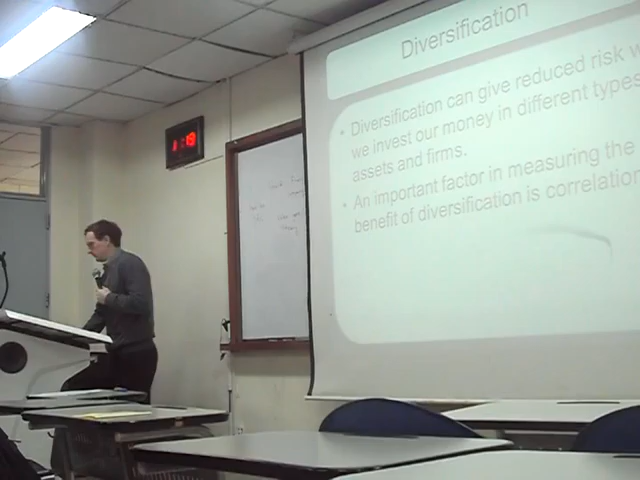 Diversification
• Diversification can give reduced risk w
we invest our money in different types
assets and firms.
• An important factor in measuring the
benefit of diversification is correlation